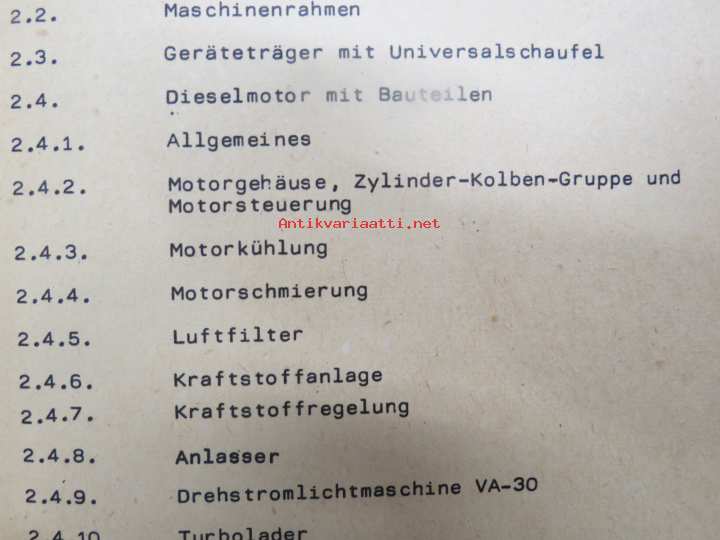 2.2. Maschinenrahmen
2.3. Geräteträger mit Universalschaufel
2.4. Dieselmotor mit Bauteilen
2.4.1. Allgemeines
2.4.2. Motorgehäuse, Zylinder-Kolben-Gruppe und
Motorsteuerung
Antikvariaatti.net
2.4.3. Motorkühlung
2.4.4. Motorschmierung
2.4.5. Luftfilter
2.4.6. Kraftstoffanlage
2.4.7. Kraftstoffregelung
2.4.8. Anlasser
2.4.9. Drehstromlichtmaschine VA-30
2.4.10 Turbolader